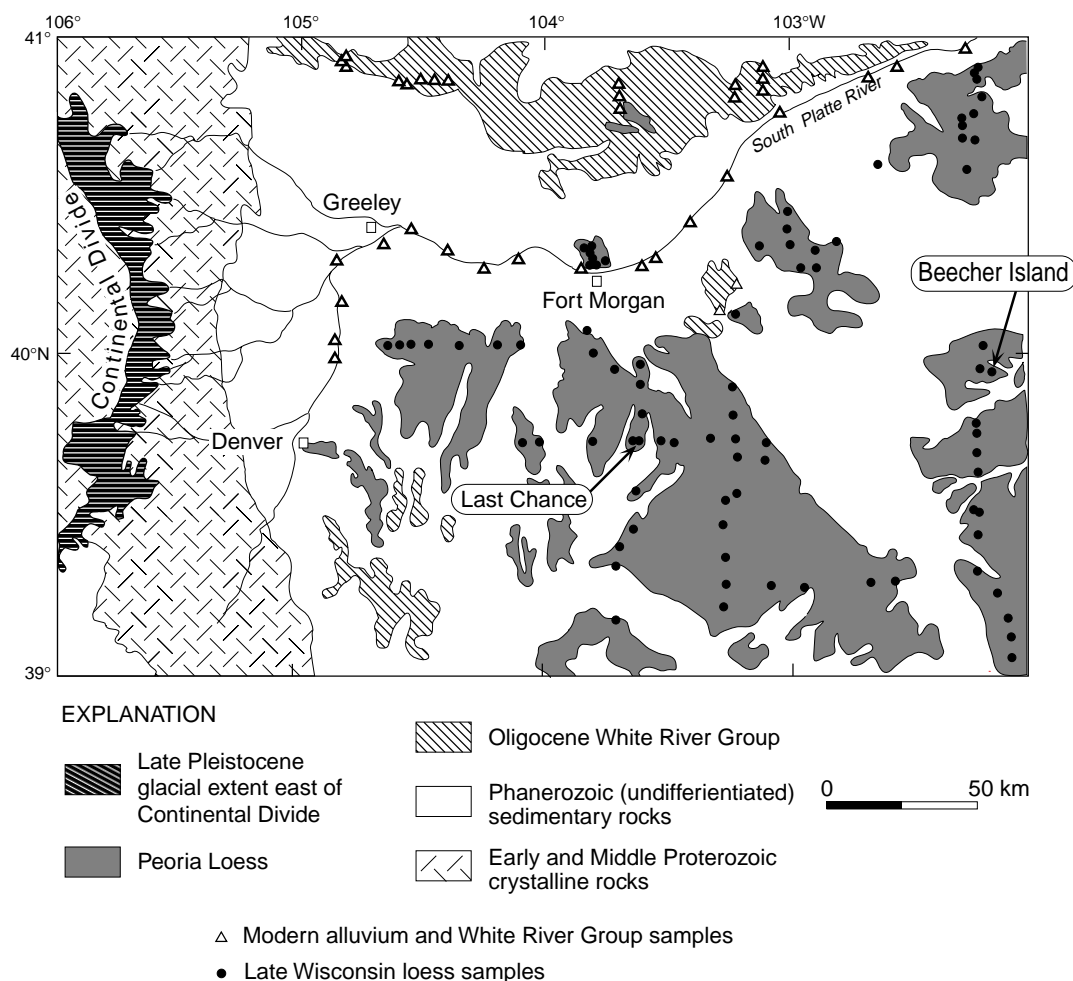 106°
105°
104°
103°W
41°
South Platte River
Greeley
Continental Divide
Fort Morgan
Beecher Island
40°N
Denver
Last Chance
39°
EXPLANATION
Late Pleistocene
glacial extent east of
Continental Divide
Peoria Loess
Oligocene White River Group
Phanerozoic (undifferientiated)
sedimentary rocks
Early and Middle Proterozoic
crystalline rocks
0 50 km
Modern alluvium and White River Group samples
Late Wisconsin loess samples